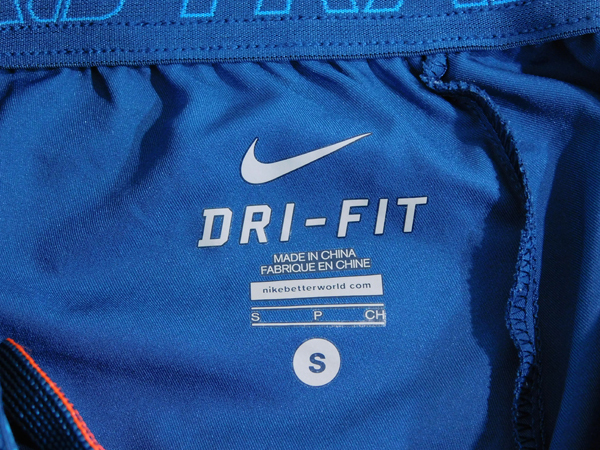 DRI-FIT
MADE IN CHINA
FABRIQUE EN CHINE
nikebetterworld.com
S P CH
S